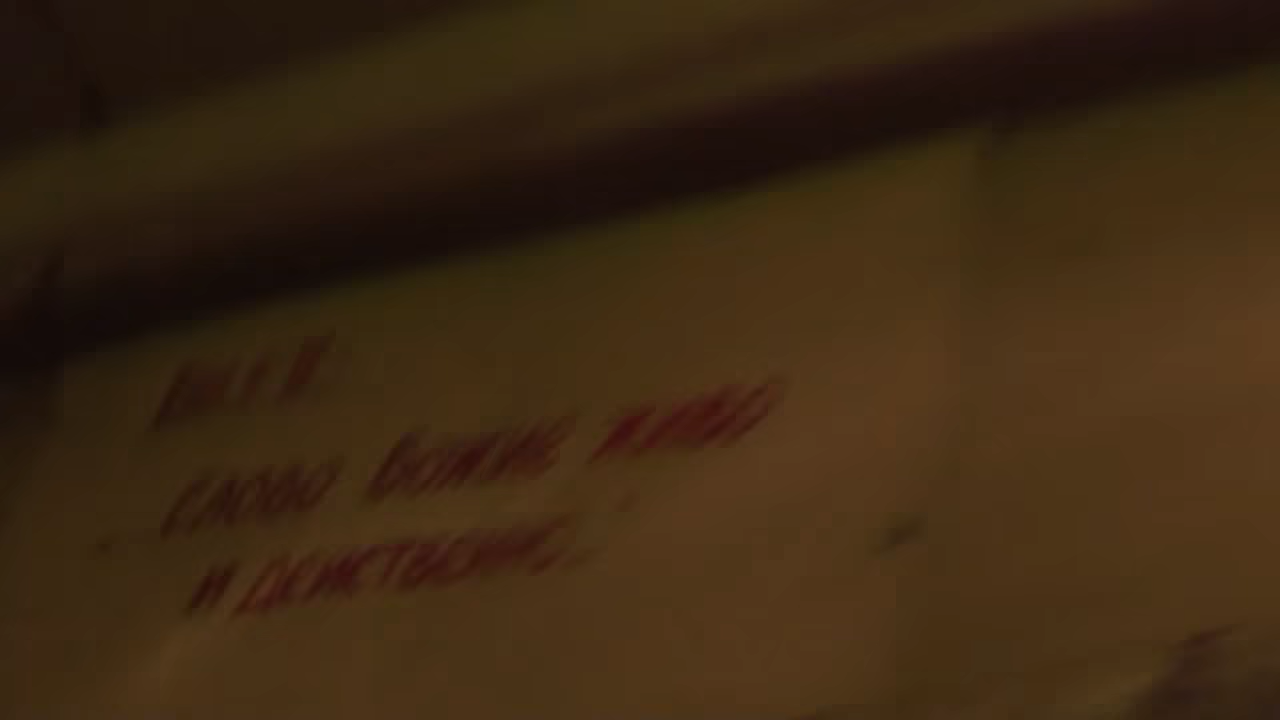 слово Божие живо
и действенно